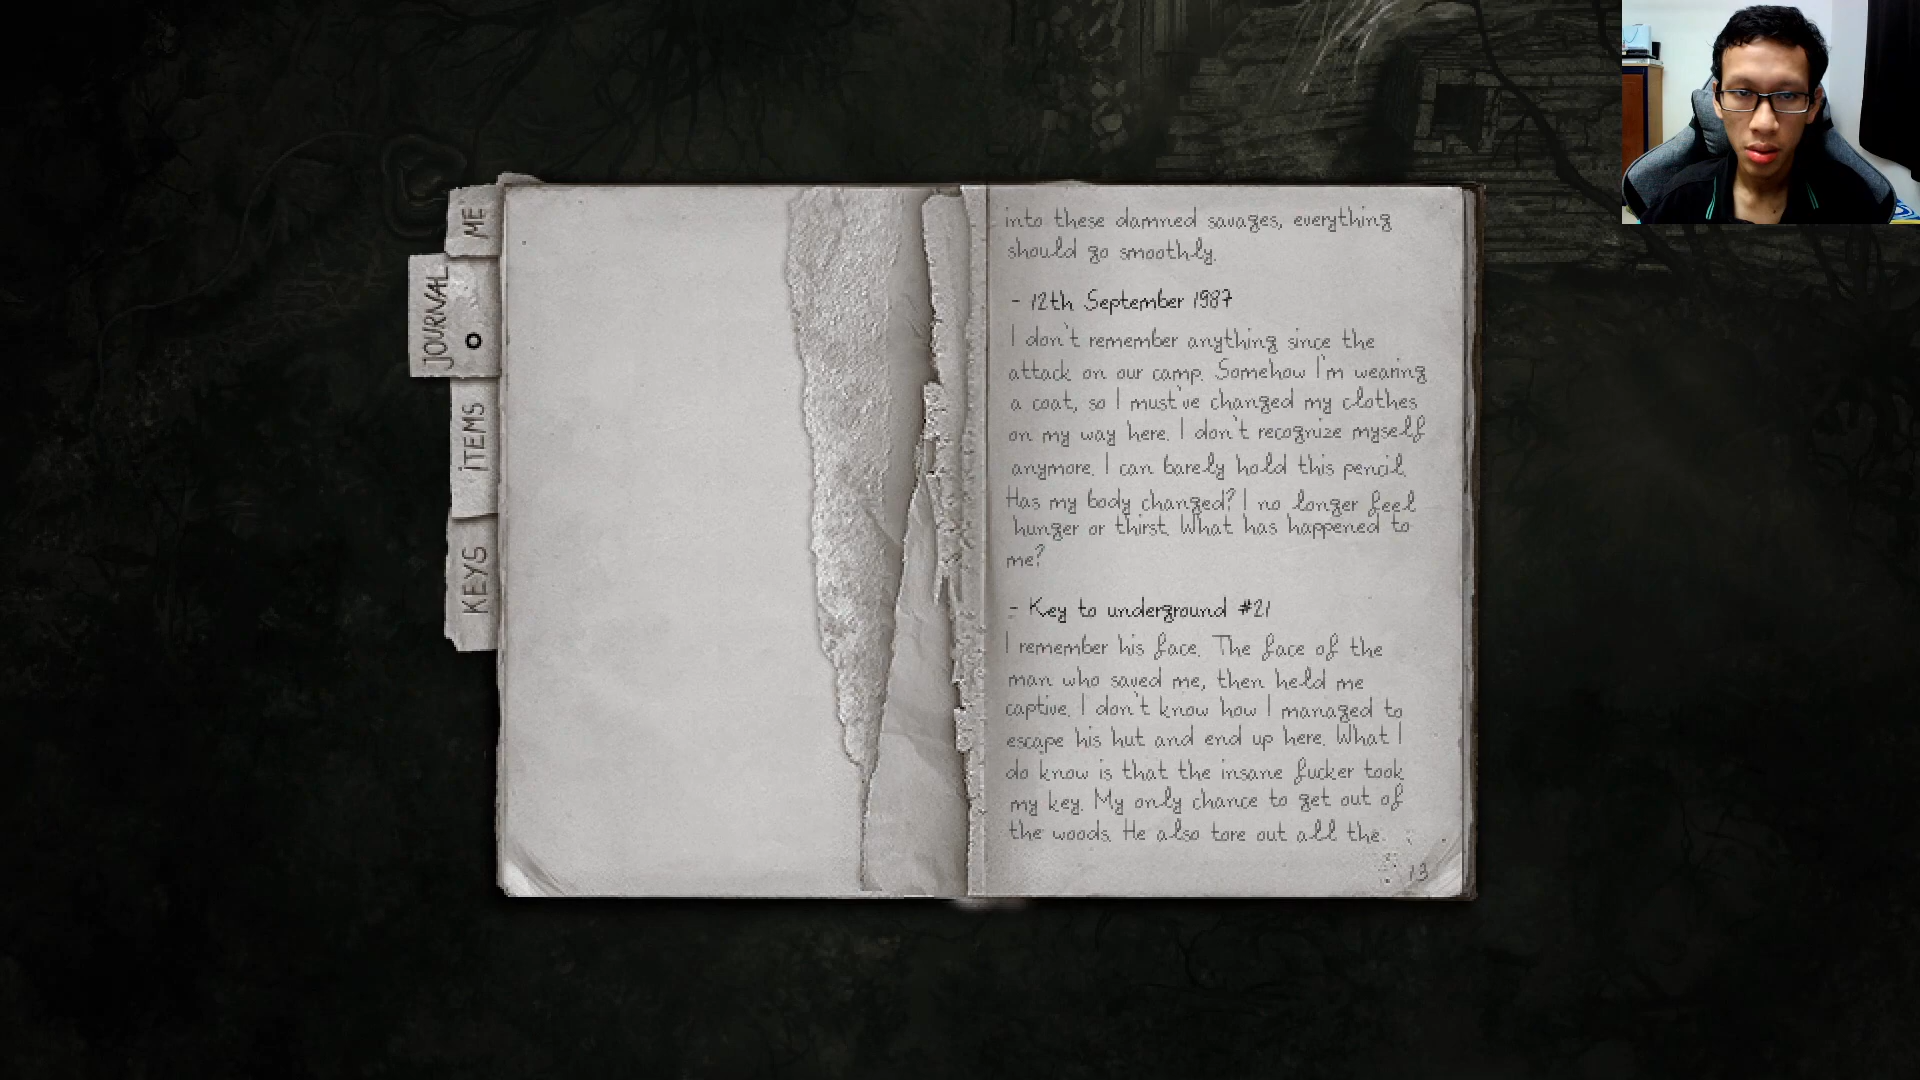 ME
JOURNAL
ITEMS
KEYS
into these damned savages, everything
should go smoothly.
- 12th September 1987
I don't remember anything since the
attack on our camp. Somehow I'm wearing
a coat, so I must've changed my clothes
on my way here. I don't recognize myself
anymore. I can barely hold this pencil.
Has my body changed? I no longer feel
hunger or thirst. What has happened to
me?
- Key to underground #21
I remember his face. The face of the
man who saved me, then held me
captive. I don't know how I managed to
escape his hut and end up here. What I
do know is that the insane fucker took
my key. My only chance to get out of
the woods. He also tore out all the
13